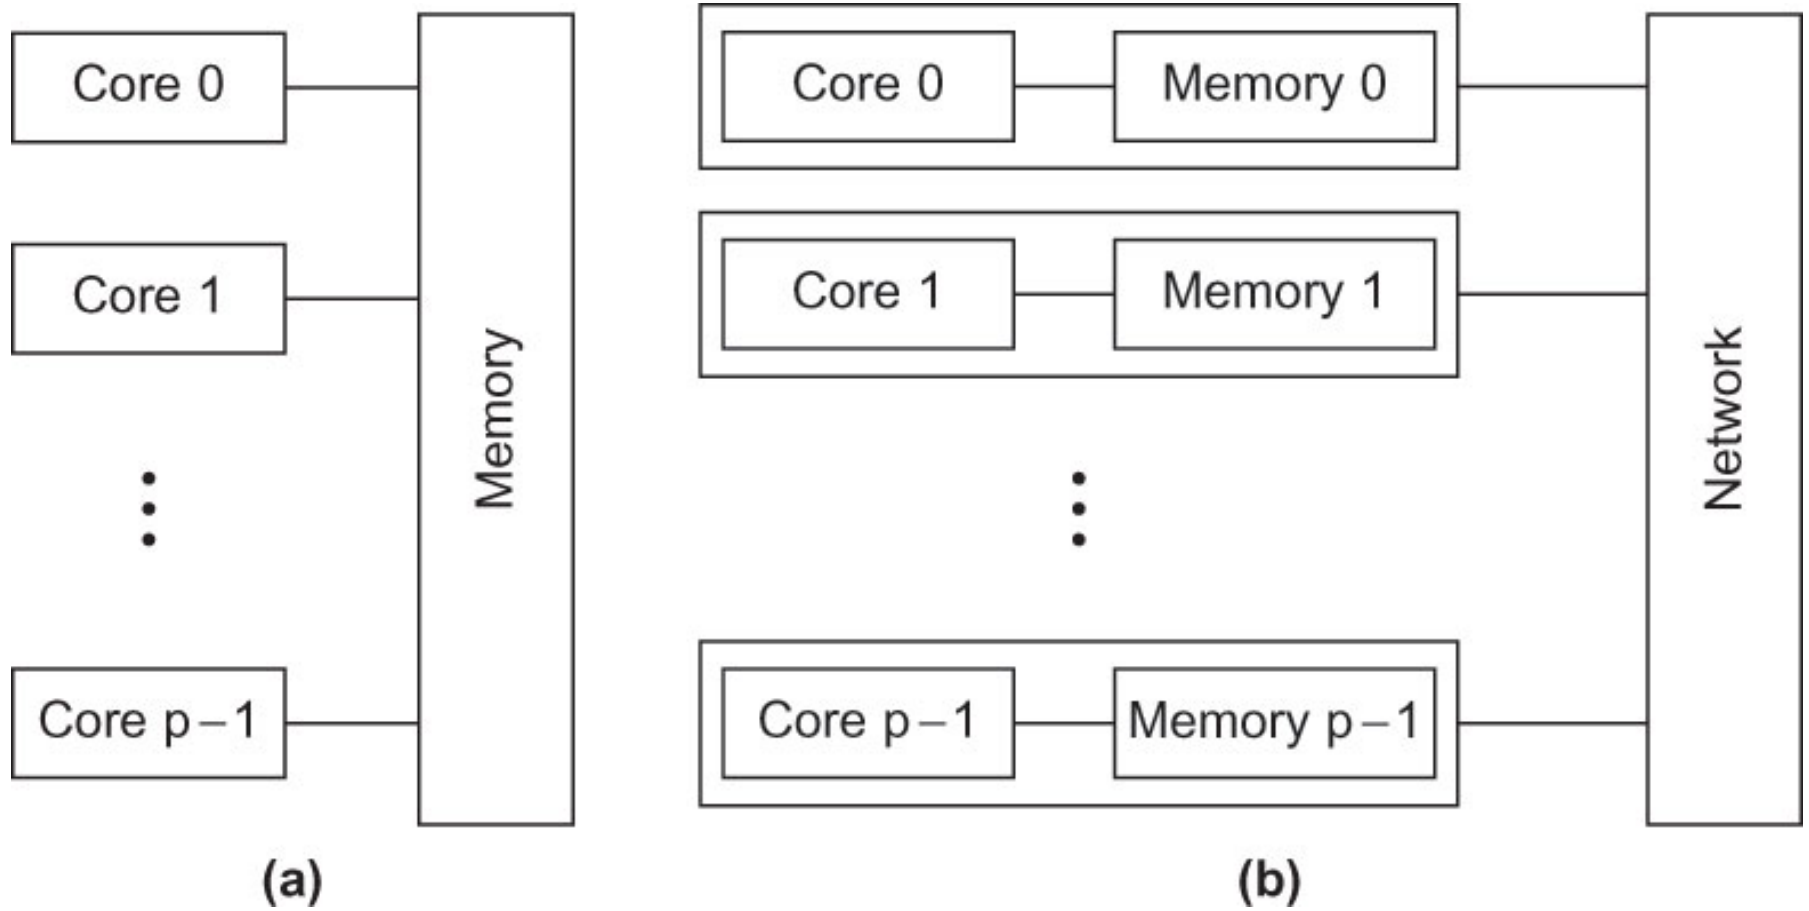 Core 0
Core 1
Core p−1
Memory
(a)
Core 0
Memory 0
Core 1
Memory 1
Core p−1
Memory p−1
Network
(b)